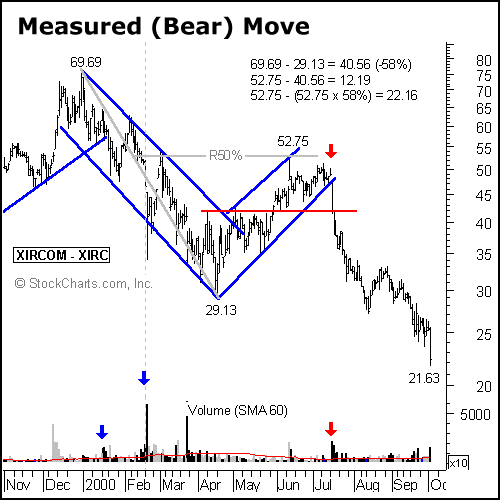 Measured (Bear) Move
69.69
69.69 - 29.13 = 40.56 (-58%)
52.75 - 40.56 = 12.19
52.75 - (52.75 x 58%) = 22.16
80
75
70
65
60
55
50
45
40
35
30
25
20
52.75
R50%
XIRCOM - XIRC
© StockCharts.com, Inc.
29.13
21.63
Volume (SMA 60)
5000
x10
Nov Dec 2000 Feb Mar Apr May Jun Jul Aug Sep Oc